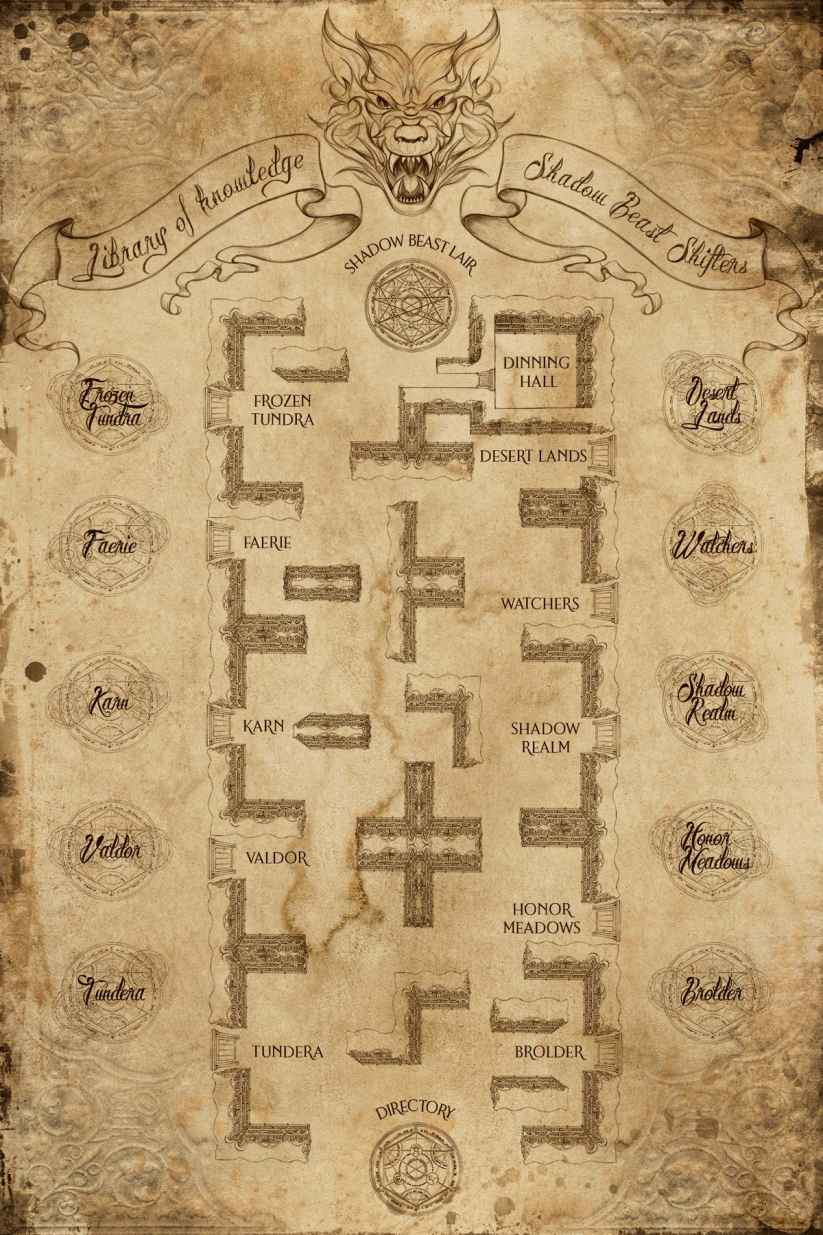 Library of knowledge
Shadow Beast Shifters
SHADOW BEAST LAIR
DINNING
HALL
Frozen
Tundra
FROZEN
TUNDRA
Desert
Lands
DESERT LANDS
Faerie
FAERIE
Watchers
WATCHERS
Karn
KARN
Shadow
Realm
SHADOW
REALM
Valdor
VALDOR
Honor
Meadows
HONOR
MEADOWS
Tundera
TUNDERA
Brolder
BROLDER
DIRECTORY